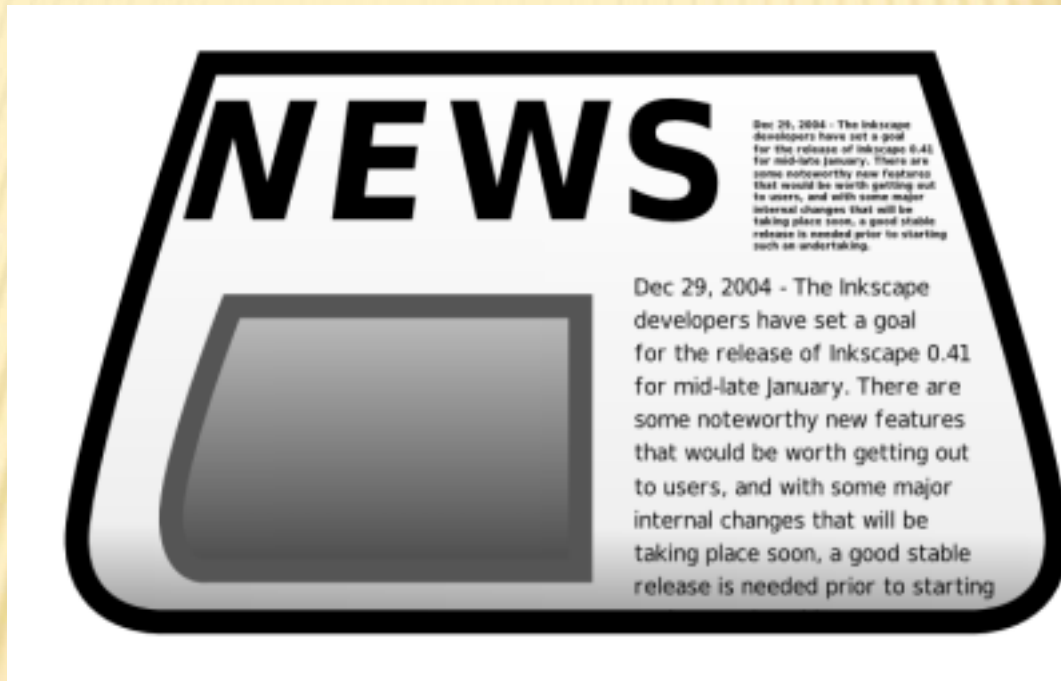 NEWS
Dec 29, 2004 - The Inkscape
developers have set a goal
for the release of Inkscape 0.41
for mid-late January. There are
some noteworthy new features
that would be worth getting out
to users, and with some major
internal changes that will be
taking place soon, a good stable
release is needed prior to starting
such an undertaking.
Dec 29, 2004 - The Inkscape
developers have set a goal
for the release of Inkscape 0.41
for mid-late January. There are
some noteworthy new features
that would be worth getting out
to users, and with some major
internal changes that will be
taking place soon, a good stable
release is needed prior to starting